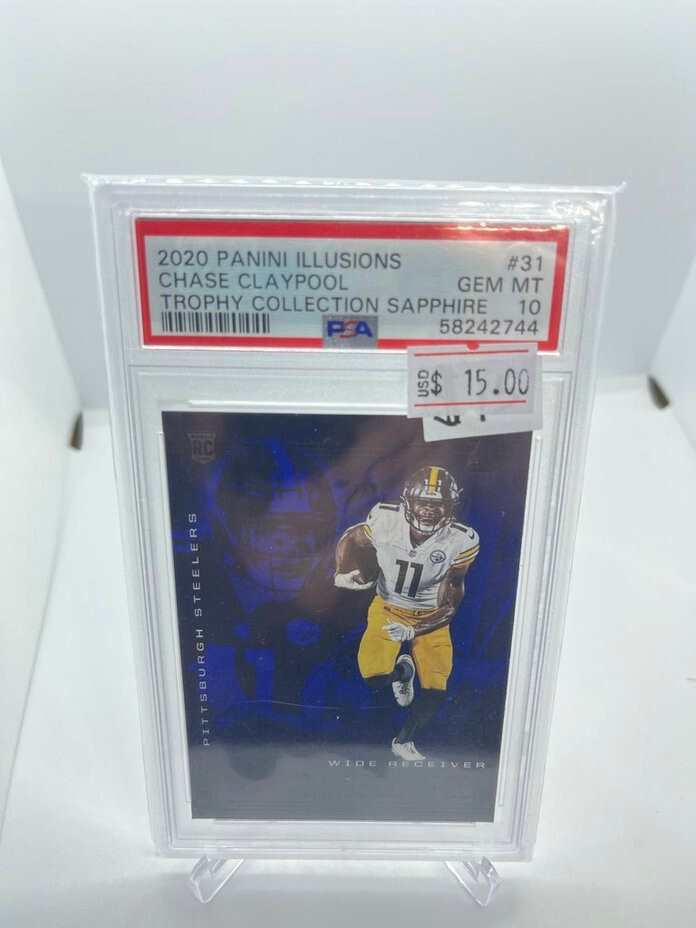 2020 PANINI ILLUSIONS #31
CHASE CLAYPOOL GEM MT
TROPHY COLLECTION SAPPHIRE 10
PSA 58242744
USD $ 15.00
RC
11
11
PITTSBURGH STEELERS
WIDE RECEIVER